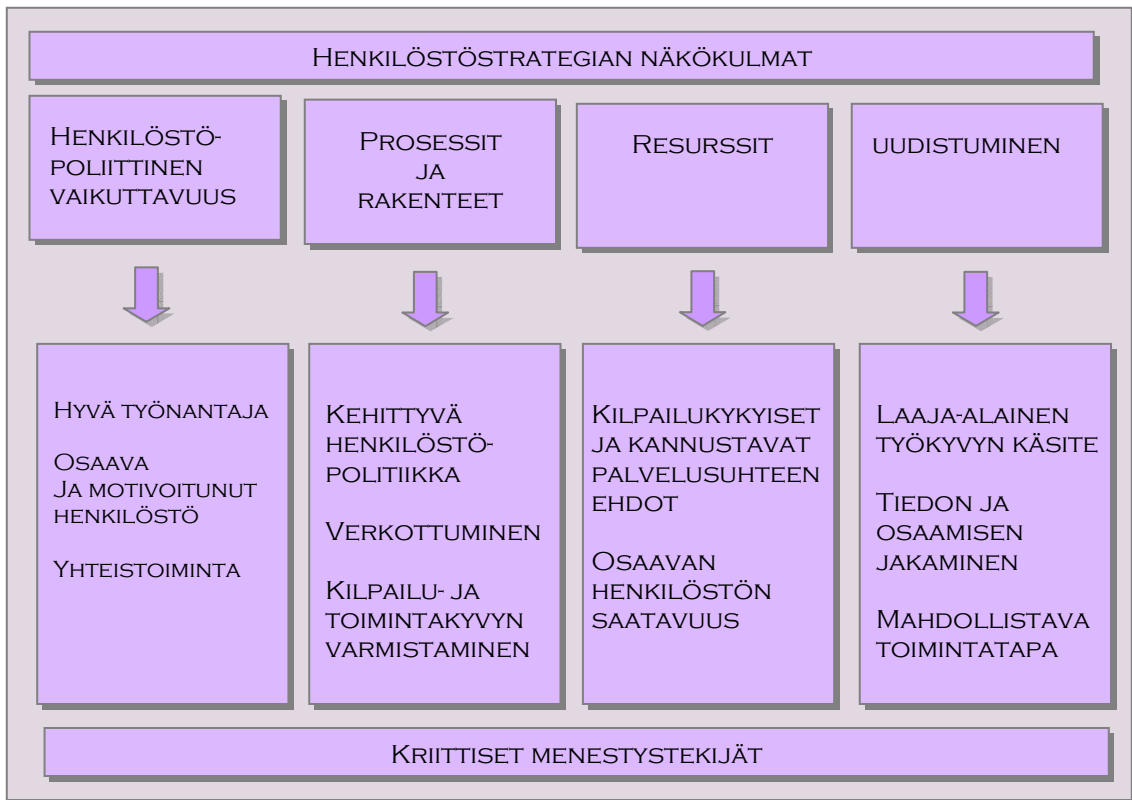 Henkilöstöstrategian näkökulmat
Henkilöstö-
poliittinen
vaikuttavuus
Prosessit
ja
rakenteet
Resurssit
uudistuminen
Hyvä työnantaja
Osaava
Ja motivoitunut
henkilöstö
Yhteistoiminta
Kehittyvä
henkilöstö-
politiikka
Verkottuminen
Kilpailu- ja
toimintakyvyn
varmistaminen
Kilpailukykyiset
ja kannustavat
palvelusuhteen
ehdot
Osaavan
henkilöstön
saatavuus
Laaja-alainen
työkyvyn käsite
Tiedon ja
osaamisen
jakaminen
Mahdollistava
toimintatapa
Kriittiset menestystekijät